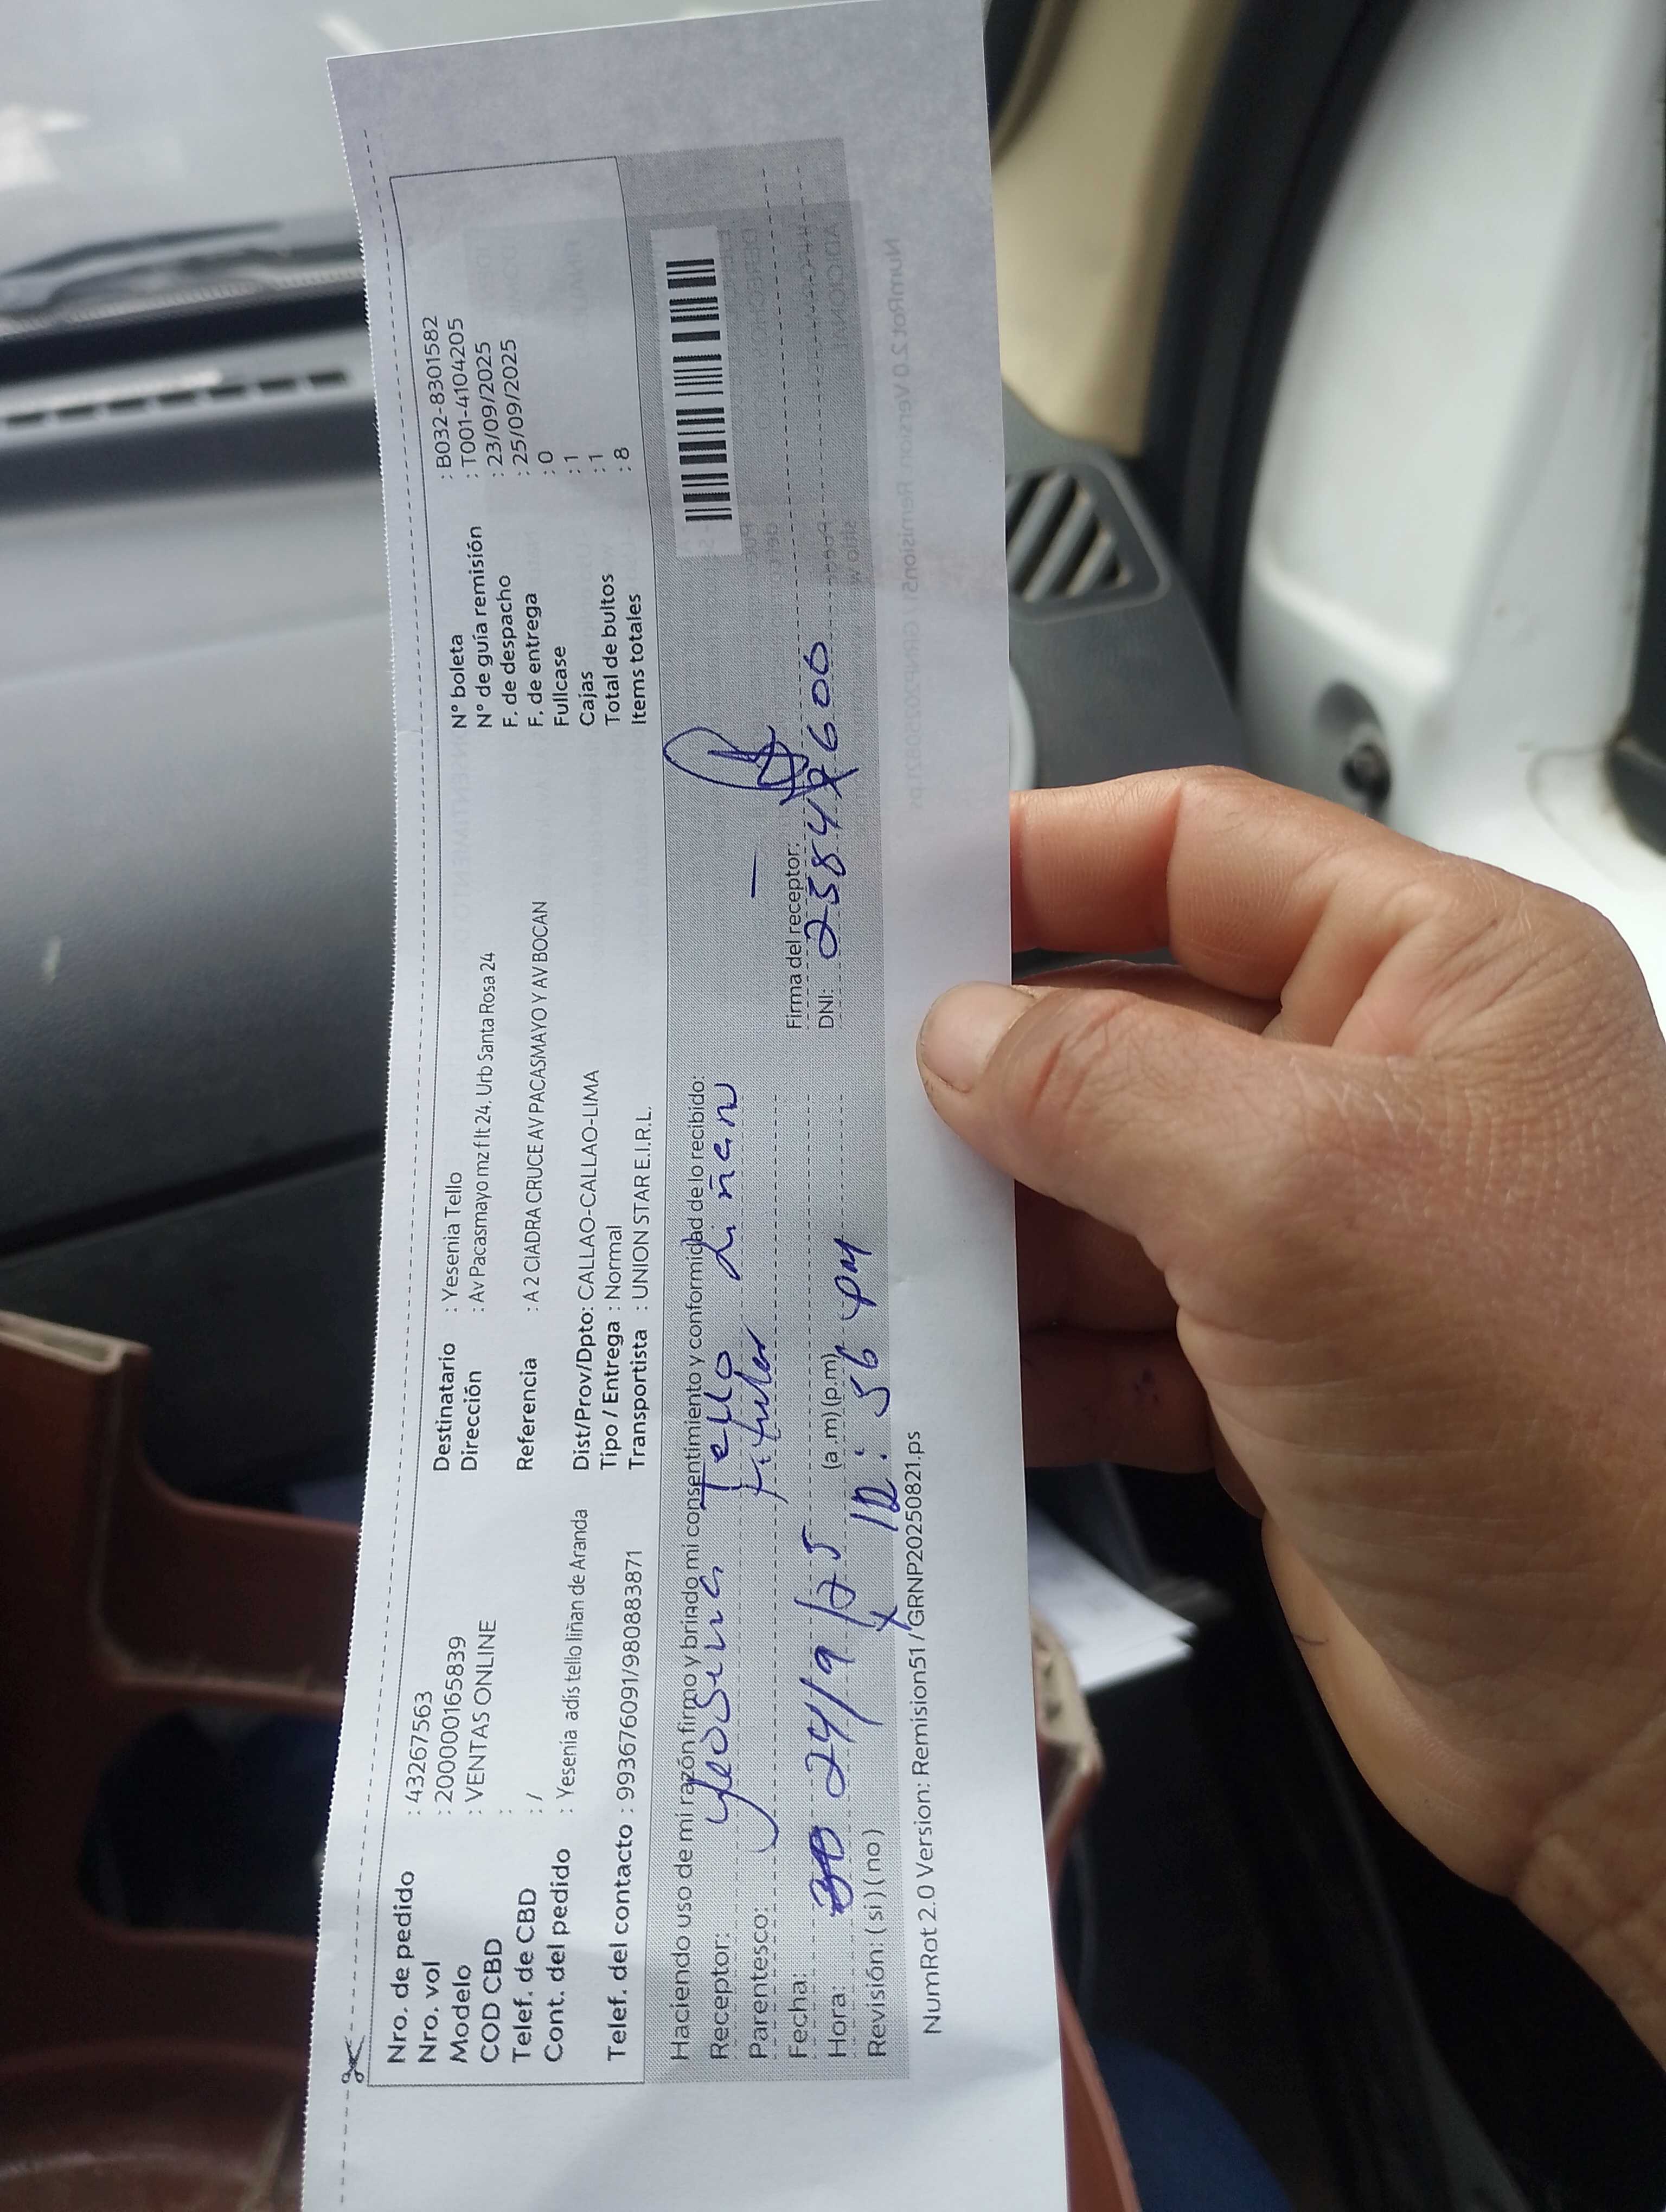 Nro. de pedido : 43267563
Nro. vol : 2000000165839
Modelo : VENTAS ONLINE
COD CBD :
Telef. de CBD : /
Cont. del pedido : Yesenia adis tello liñan de Aranda
Telef. del contacto : 993676091/980883871
Destinatario : Yesenia Tello
Dirección : Av Pacasmayo mz f lt 24, Urb Santa Rosa 24
Referencia : A 2 CIADRA CRUCE AV PACASMAYO Y AV BOCAN
Dist/Prov/Dpto: CALLAO-CALLAO-LIMA
Tipo / Entrega : Normal
Transportista : UNION STAR E.I.R.L.
N° boleta : B032-8301582
N° de guía remisión : T001-4104205
F. de despacho : 23/09/2025
F. de entrega : 25/09/2025
Fullcase : 0
Cajas : 1
Total de bultos : 1
Items totales : 8
Haciendo uso de mi razón firmo y brindo mi consentimiento y conformidad de lo recibido:
Receptor: Tello Liñan
Parentesco: titular
Fecha: 24/9/25
Hora: (a.m)(p.m) 12:56 pm
Revisión: (si)(no)
Firma del receptor:
DNI:
NumRot 2.0 Version: Remision51 / GRNP20250821.ps